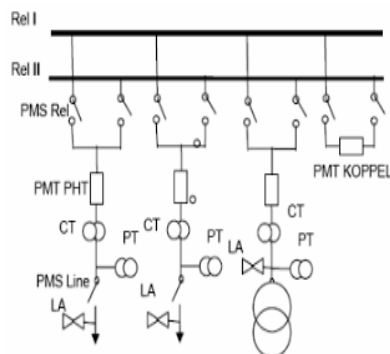 Rel I
Rel II
PMS Rel
PMT KOPPEL
PMT PHT
CT
CT
CT
PT
PT
PT
LA
PMS Line
LA
LA